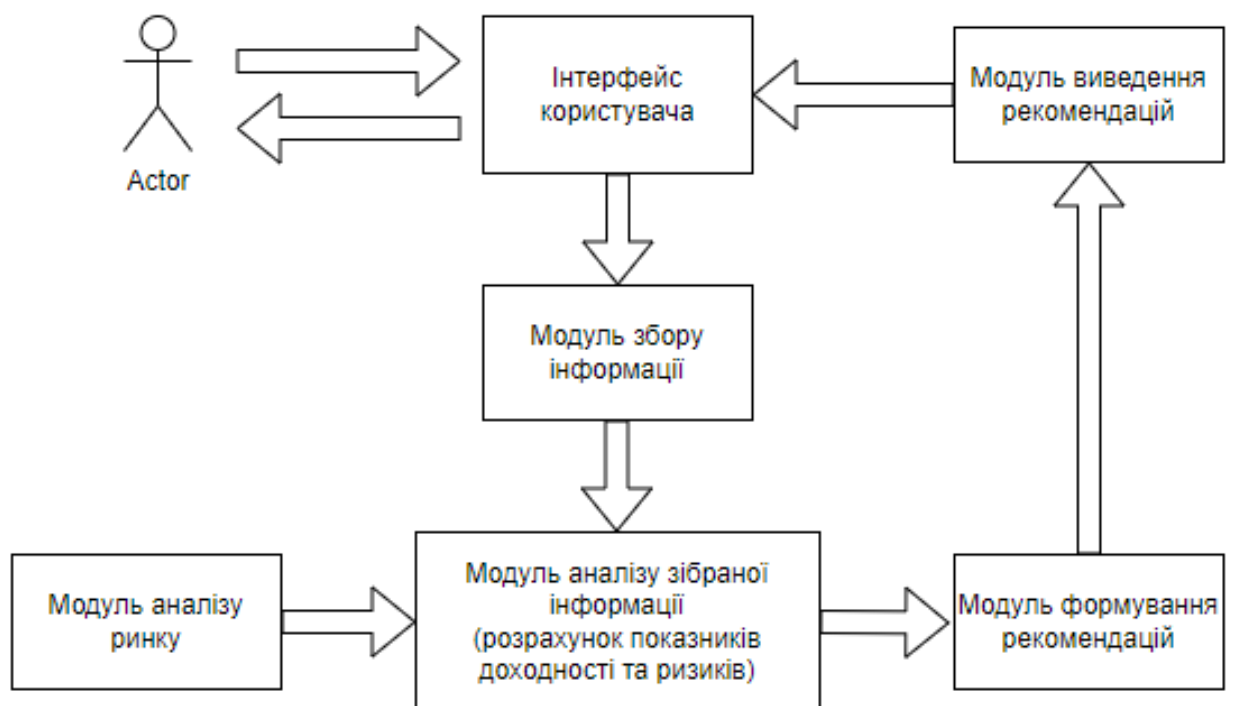 Інтерфейс
користувача
Модуль виведення
рекомендацій
Actor
Модуль збору
інформації
Модуль аналізу
ринку
Модуль аналізу зібраної
інформації
(розрахунок показників
доходності та ризиків)
Модуль формування
рекомендацій